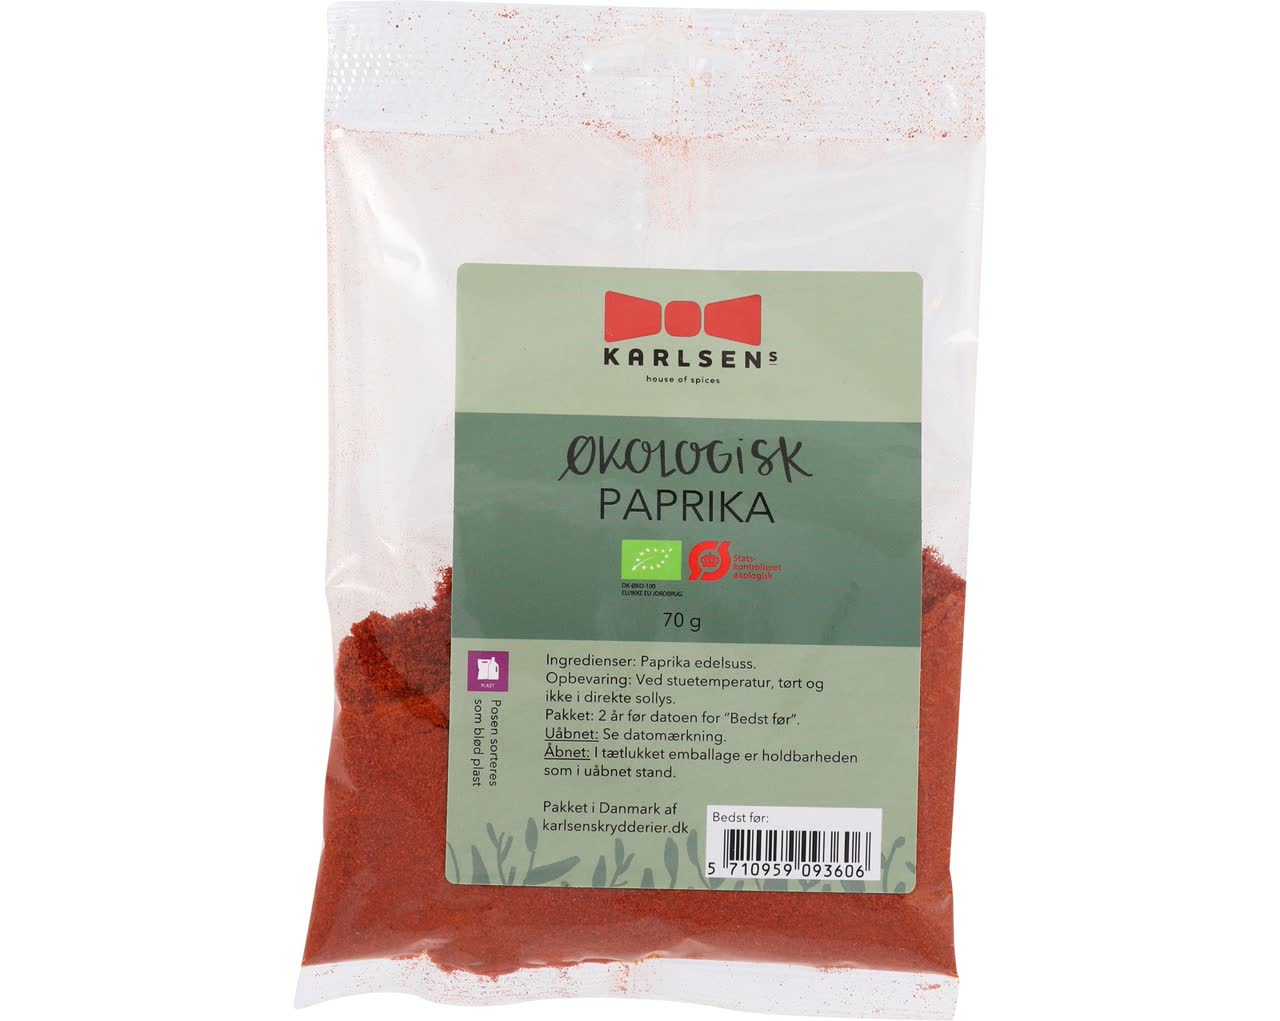 KARLSENS
house of spices
ØKOLOGISK
PAPRIKA
Stats-
kontrolleret
økologisk
DK-ØKO-100
EU/IKKE EU JORDBRUG
70 g
PLAST
Posen sorteres
som blød plast
Ingredienser: Paprika edelsuss.
Opbevaring: Ved stuetemperatur, tørt og
ikke i direkte sollys.
Pakket: 2 år før datoen for "Bedst før".
Uåbnet: Se datomærkning.
Åbnet: I tætlukket emballage er holdbarheden
som i uåbnet stand.
Pakket i Danmark af
karlsenskrydderier.dk
Bedst før:
5 710959 093606